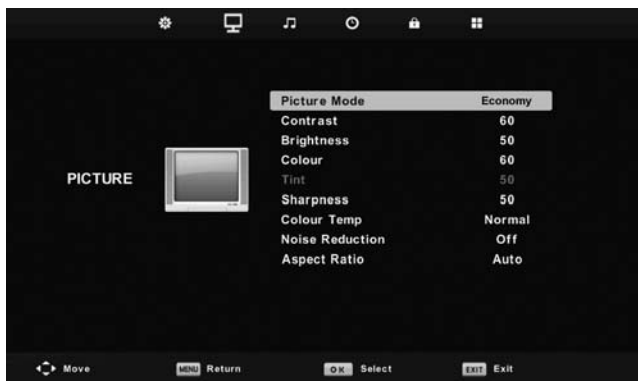 Picture Mode Economy
Contrast 60
Brightness 50
Colour 60
PICTURE Tint 50
Sharpness 50
Colour Temp Normal
Noise Reduction Off
Aspect Ratio Auto
Move MENU Return OK Select EXIT Exit